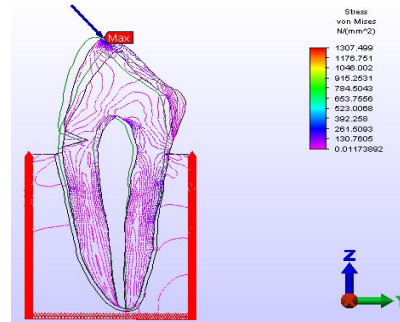 Max
Stress
von Mises
N/(mm^2)
1307.499
1176.751
1046.002
915.2531
784.5043
653.7556
523.0068
392.258
261.5093
130.7605
0.01173892
Z
Y